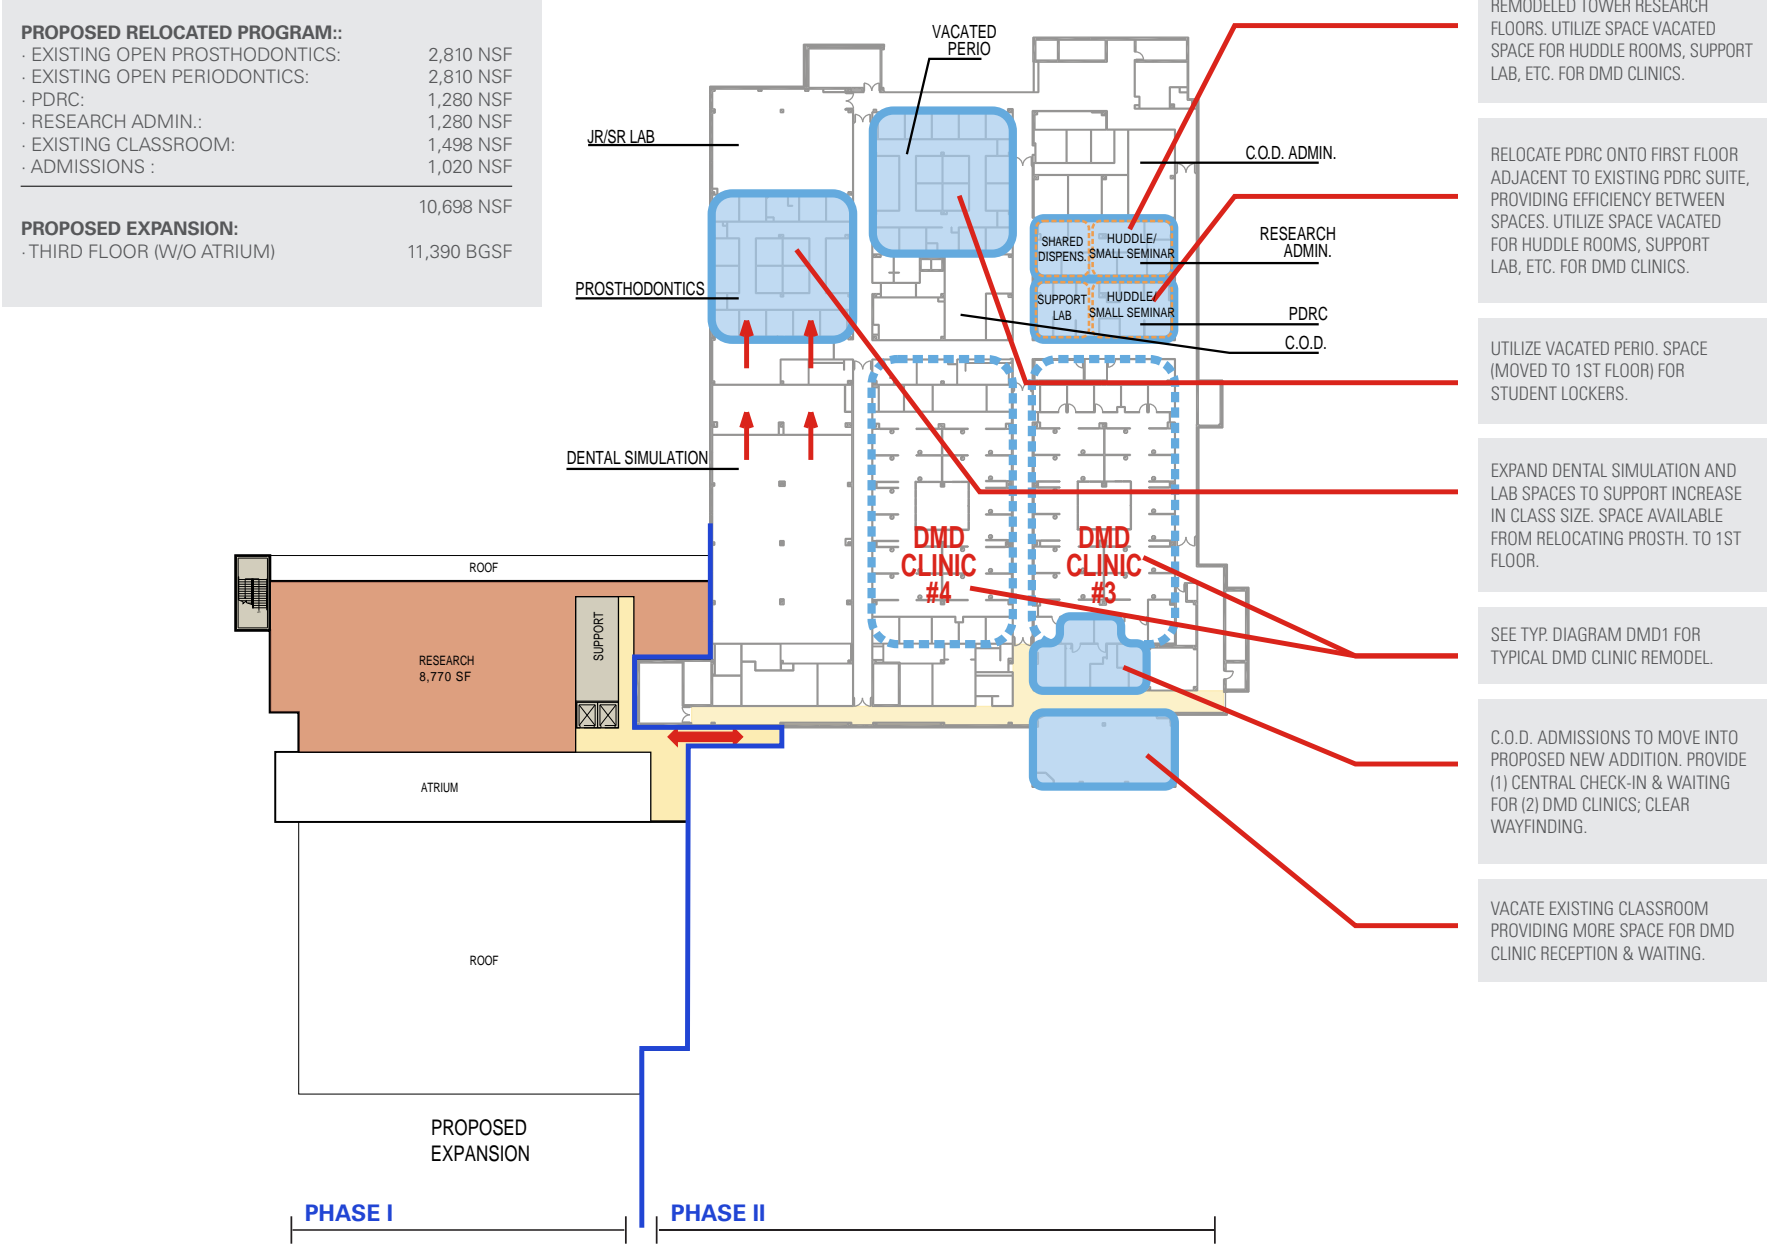 PROPOSED RELOCATED PROGRAM::
· EXISTING OPEN PROSTHODONTICS: 2,810 NSF
· EXISTING OPEN PERIODONTICS: 2,810 NSF
· PDRC: 1,280 NSF
· RESEARCH ADMIN.: 1,280 NSF
· EXISTING CLASSROOM: 1,498 NSF
· ADMISSIONS : 1,020 NSF
10,698 NSF
PROPOSED EXPANSION:
· THIRD FLOOR (W/O ATRIUM) 11,390 BGSF
VACATED
PERIO
JR/SR LAB
C.O.D. ADMIN.
RESEARCH
ADMIN.
SHARED
DISPENS.
HUDDLE/
SMALL SEMINAR
SUPPORT
LAB
HUDDLE/
SMALL SEMINAR
PROSTHODONTICS
PDRC
C.O.D.
DENTAL SIMULATION
DMD
CLINIC
#4
DMD
CLINIC
#3
ROOF
RESEARCH
8,770 SF
SUPPORT
ATRIUM
ROOF
PROPOSED
EXPANSION
PHASE I
PHASE II
REMODELED TOWER RESEARCH
FLOORS. UTILIZE SPACE VACATED
SPACE FOR HUDDLE ROOMS, SUPPORT
LAB, ETC. FOR DMD CLINICS.
RELOCATE PDRC ONTO FIRST FLOOR
ADJACENT TO EXISTING PDRC SUITE,
PROVIDING EFFICIENCY BETWEEN
SPACES. UTILIZE SPACE VACATED
FOR HUDDLE ROOMS, SUPPORT
LAB, ETC. FOR DMD CLINICS.
UTILIZE VACATED PERIO. SPACE
(MOVED TO 1ST FLOOR) FOR
STUDENT LOCKERS.
EXPAND DENTAL SIMULATION AND
LAB SPACES TO SUPPORT INCREASE
IN CLASS SIZE. SPACE AVAILABLE
FROM RELOCATING PROSTH. TO 1ST
FLOOR.
SEE TYP. DIAGRAM DMD1 FOR
TYPICAL DMD CLINIC REMODEL.
C.O.D. ADMISSIONS TO MOVE INTO
PROPOSED NEW ADDITION. PROVIDE
(1) CENTRAL CHECK-IN & WAITING
FOR (2) DMD CLINICS; CLEAR
WAYFINDING.
VACATE EXISTING CLASSROOM
PROVIDING MORE SPACE FOR DMD
CLINIC RECEPTION & WAITING.